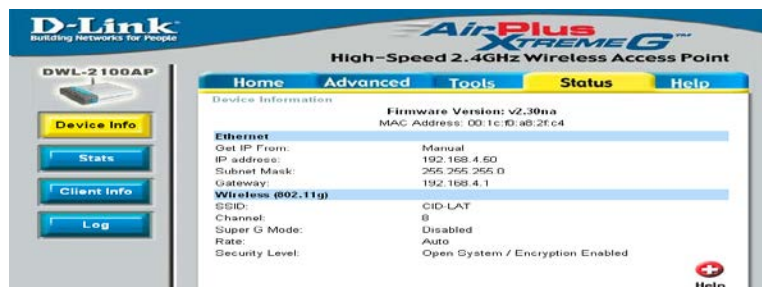 D-Link
Building Networks for People
AirPlus
XTREME G™
High-Speed 2.4GHz Wireless Access Point
DWL-2100AP
Home Advanced Tools Status Help
Device Info
Stats
Client Info
Log
Device Information
Firmware Version: v2.30na
MAC Address: 00:1c:f0:a8:2f:c4
Ethernet
Get IP From: Manual
IP address: 192.168.4.60
Subnet Mask: 255.255.255.0
Gateway: 192.168.4.1
Wireless (802.11g)
SSID: CID-LAT
Channel: 8
Super G Mode: Disabled
Rate: Auto
Security Level: Open System / Encryption Enabled
Help